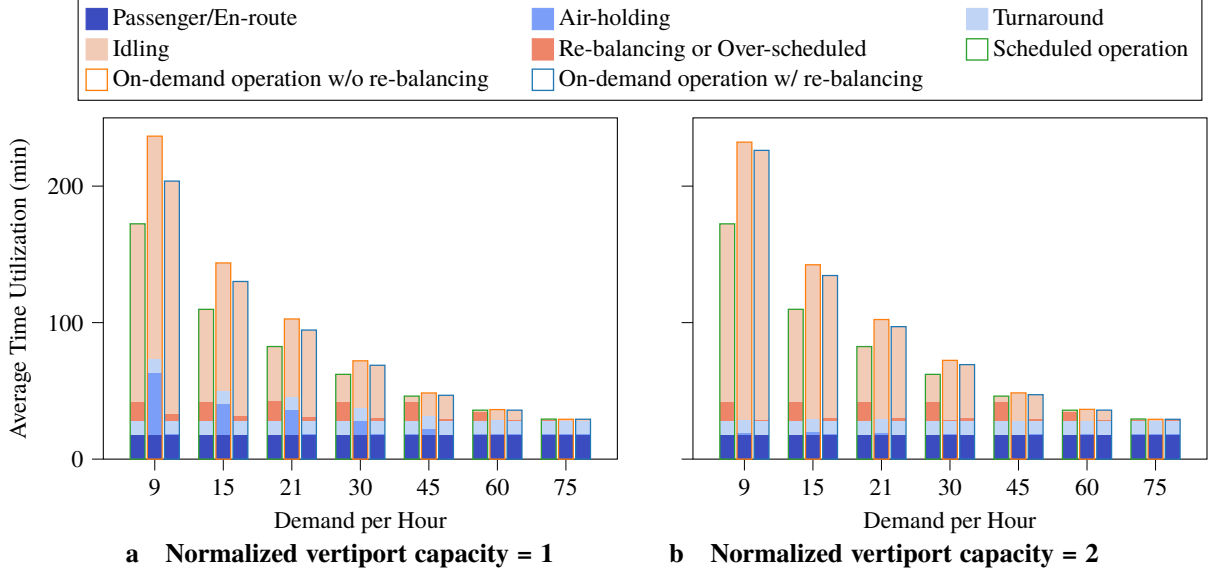 Passenger/En-route Air-holding Turnaround
Idling Re-balancing or Over-scheduled Scheduled operation
On-demand operation w/o re-balancing On-demand operation w/ re-balancing
Average Time Utilization (min)
200
100
0
9 15 21 30 45 60 75
9 15 21 30 45 60 75
Demand per Hour
Demand per Hour
a Normalized vertiport capacity = 1
b Normalized vertiport capacity = 2